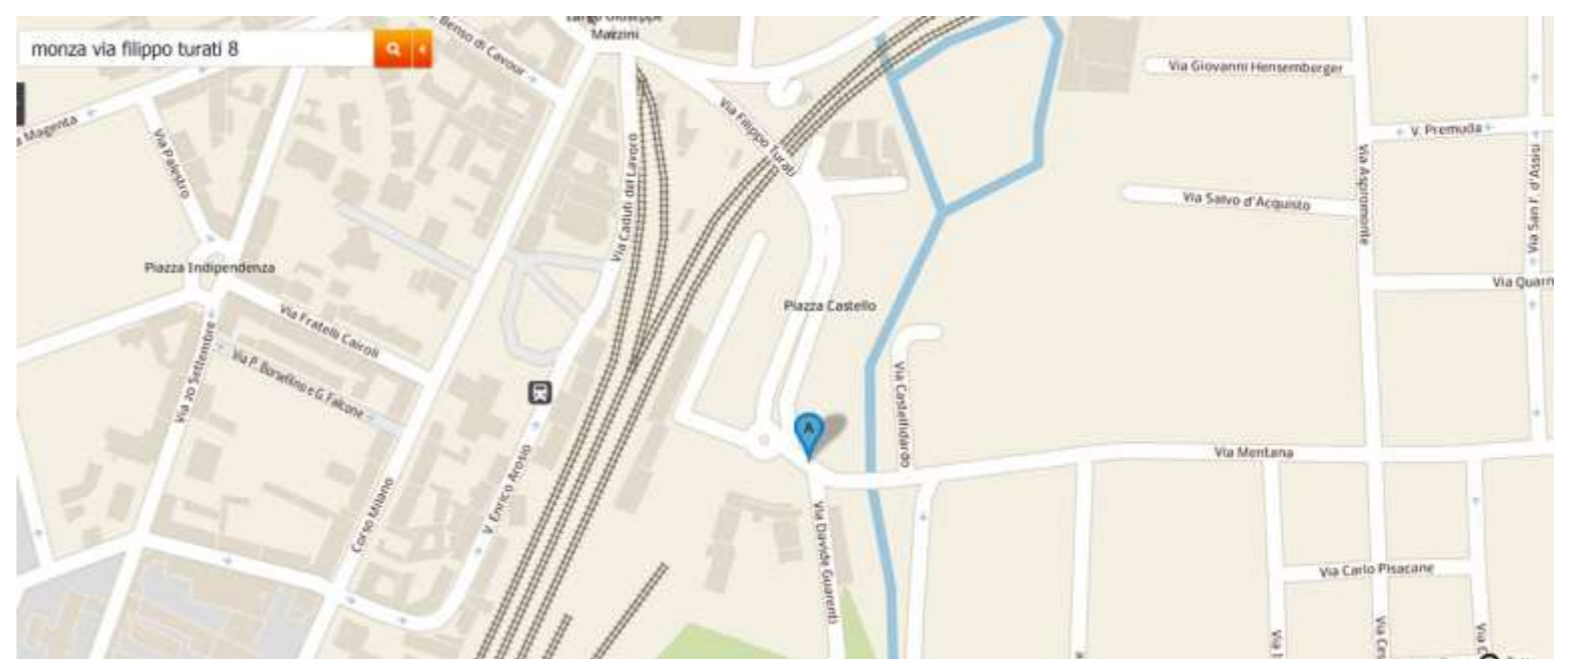 Largo Giuseppe
Mazzini
Benso di Cavour
monza via filippo turati 8
Via Giovanni Hensemberger
a Magenta
Via Palestro
Via Filippo Turati
V. Premuda
Via Caduti del Lavoro
Via Aspromonte
Via San F. d'Assisi
Via Salvo d'Acquisto
Piazza Indipendenza
Via Quarn
Piazza Castello
Via Fratelli Cairoli
Via 20 Settembre
Via P. Borsellino e G. Falcone
Via Castelfidardo
A
Via Mentana
V. Enrico Arosio
Corso Milano
Via Davide Guarenti
Via Carlo Pisacane
Via Ces